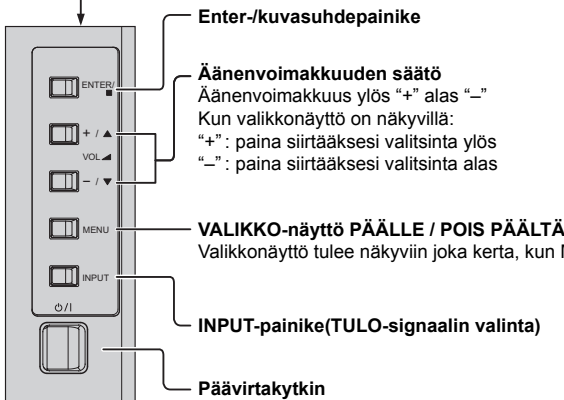 Enter-/kuvasuhdepainike
ENTER/
Äänenvoimakkuuden säätö
Äänenvoimakkuus ylös “+” alas “–”
Kun valikkonäyttö on näkyvillä:
“+” : paina siirtääksesi valitsinta ylös
“–” : paina siirtääksesi valitsinta alas
+ / ▲
VOL
– / ▼
MENU
VALIKKO-näyttö PÄÄLLE / POIS PÄÄLTÄ
Valikkonäyttö tulee näkyviin joka kerta, kun
INPUT
INPUT-painike(TULO-signaalin valinta)
⏻/I
Päävirtakytkin